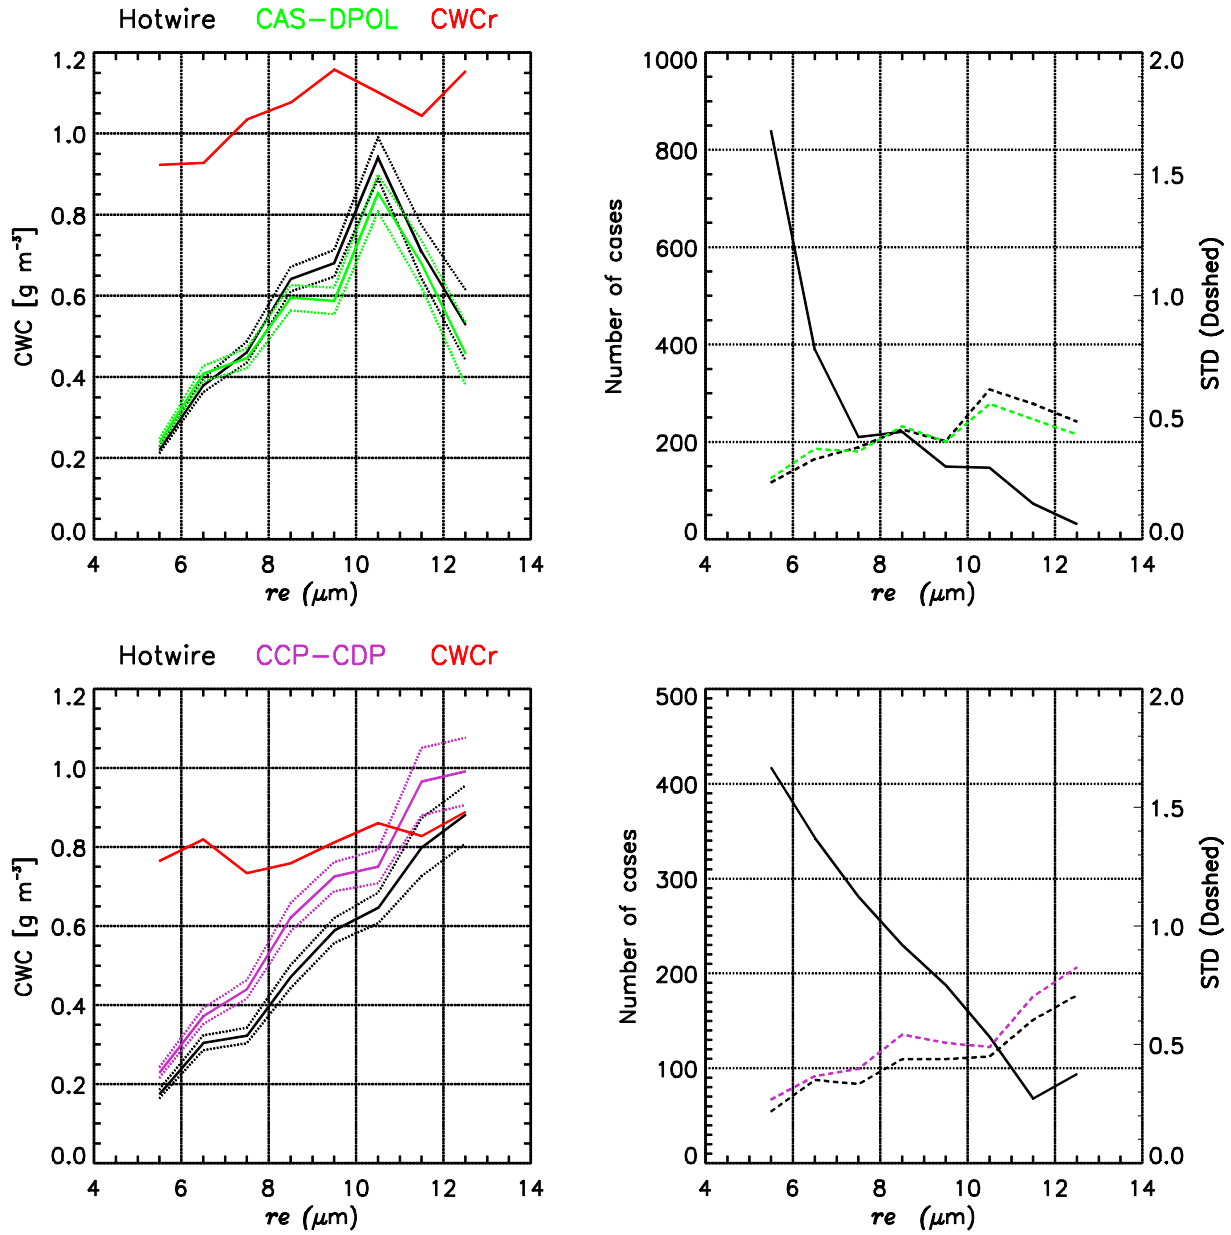 Hotwire CAS-DPOL CWCr
1.2
1.0
0.8
0.6
0.4
0.2
0.0
CWC [g m⁻³]
4 6 8 10 12 14
re (μm)
1000
800
600
400
200
0
Number of cases
2.0
1.5
1.0
0.5
0.0
STD (Dashed)
4 6 8 10 12 14
re (μm)
Hotwire CCP-CDP CWCr
1.2
1.0
0.8
0.6
0.4
0.2
0.0
CWC [g m⁻³]
4 6 8 10 12 14
re (μm)
500
400
300
200
100
0
Number of cases
2.0
1.5
1.0
0.5
0.0
STD (Dashed)
4 6 8 10 12 14
re (μm)